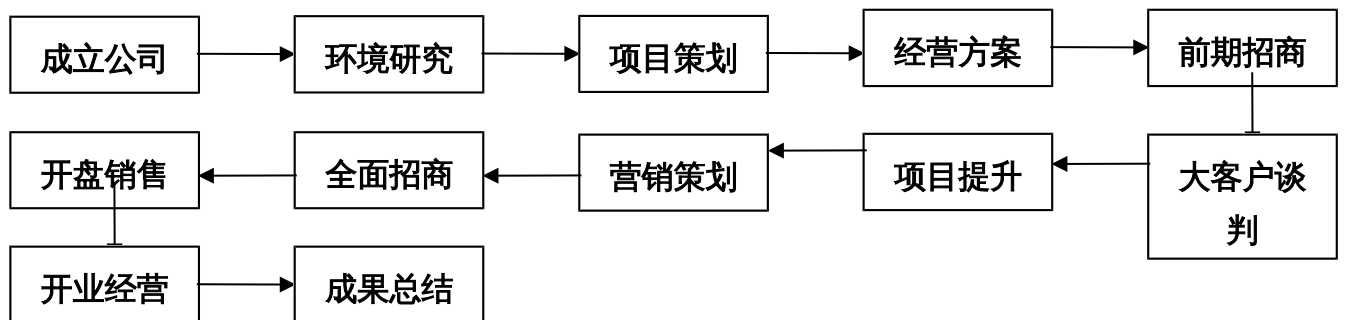 成立公司
环境研究
项目策划
经营方案
前期招商
开盘销售
全面招商
营销策划
项目提升
大客户谈
判
开业经营
成果总结